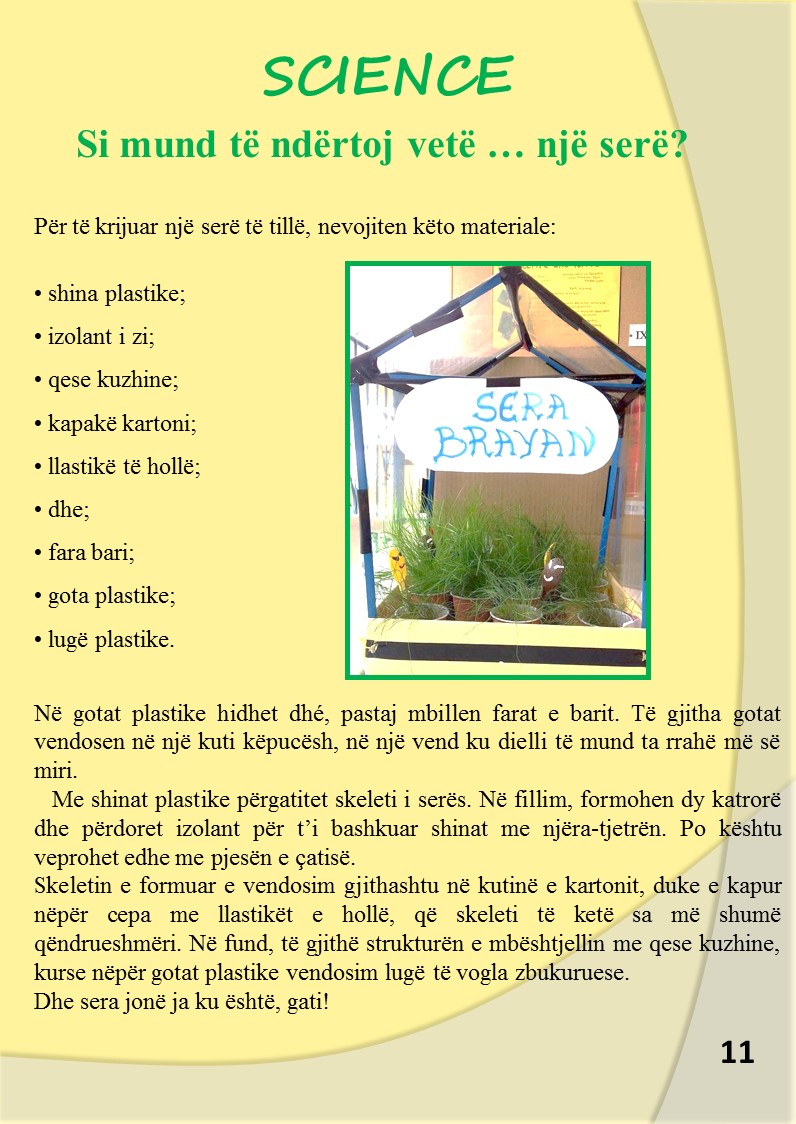 SCIENCE
Si mund të ndërtoj vetë … një serë?
Për të krijuar një serë të tillë, nevojiten këto materiale:
• shina plastike;
• izolant i zi;
• qese kuzhine;
• kapakë kartoni;
• llastikë të hollë;
• dhe;
• fara bari;
• gota plastike;
• lugë plastike.
IX
SERA
BRAYAN
Në gotat plastike hidhet dhé, pastaj mbillen farat e barit. Të gjitha gotat
vendosen në një kuti këpucësh, në një vend ku dielli të mund ta rrahë më së
miri.
Me shinat plastike përgatitet skeleti i serës. Në fillim, formohen dy katrorë
dhe përdoret izolant për t’i bashkuar shinat me njëra-tjetrën. Po kështu
veprohet edhe me pjesën e çatisë.
Skeletin e formuar e vendosim gjithashtu në kutinë e kartonit, duke e kapur
nëpër cepa me llastikët e hollë, që skeleti të ketë sa më shumë
qëndrueshmëri. Në fund, të gjithë strukturën e mbështjellin me qese kuzhine,
kurse nëpër gotat plastike vendosim lugë të vogla zbukuruese.
Dhe sera jonë ja ku është, gati!
11